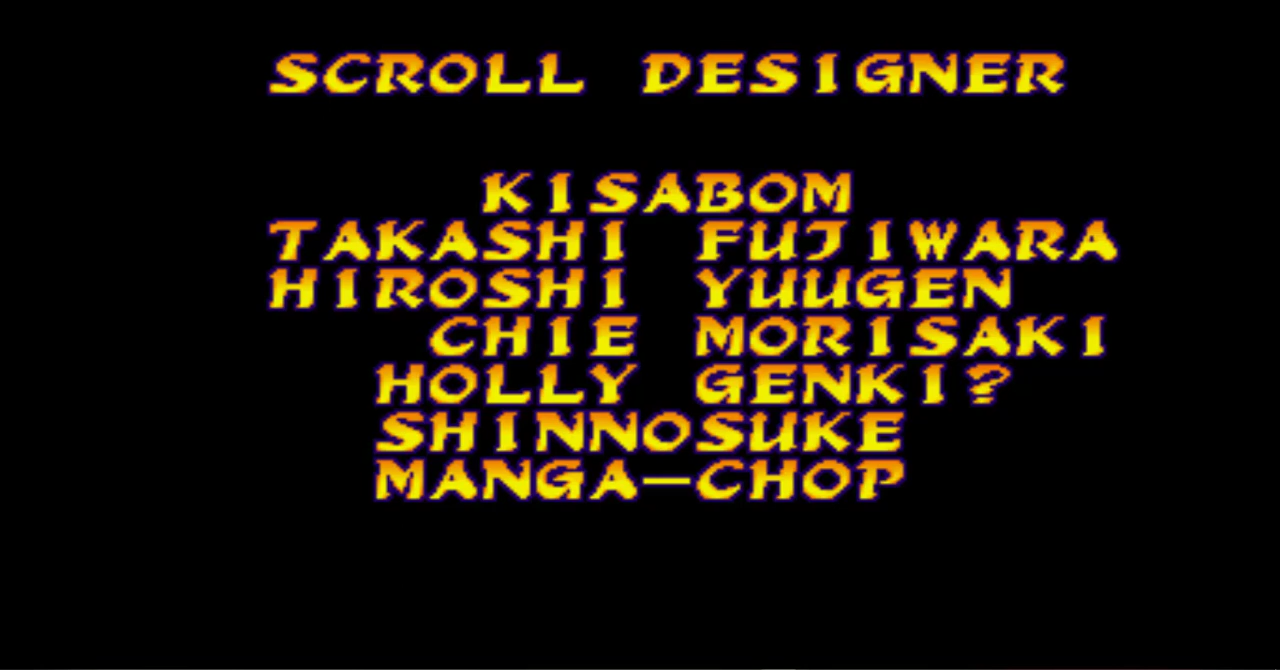 SCROLL DESIGNER
KISABOM
TAKASHI FUJIWARA
HIROSHI YUUGEN
CHIE MORISAKI
HOLLY GENKI?
SHINNOSUKE
MANGA—CHOP